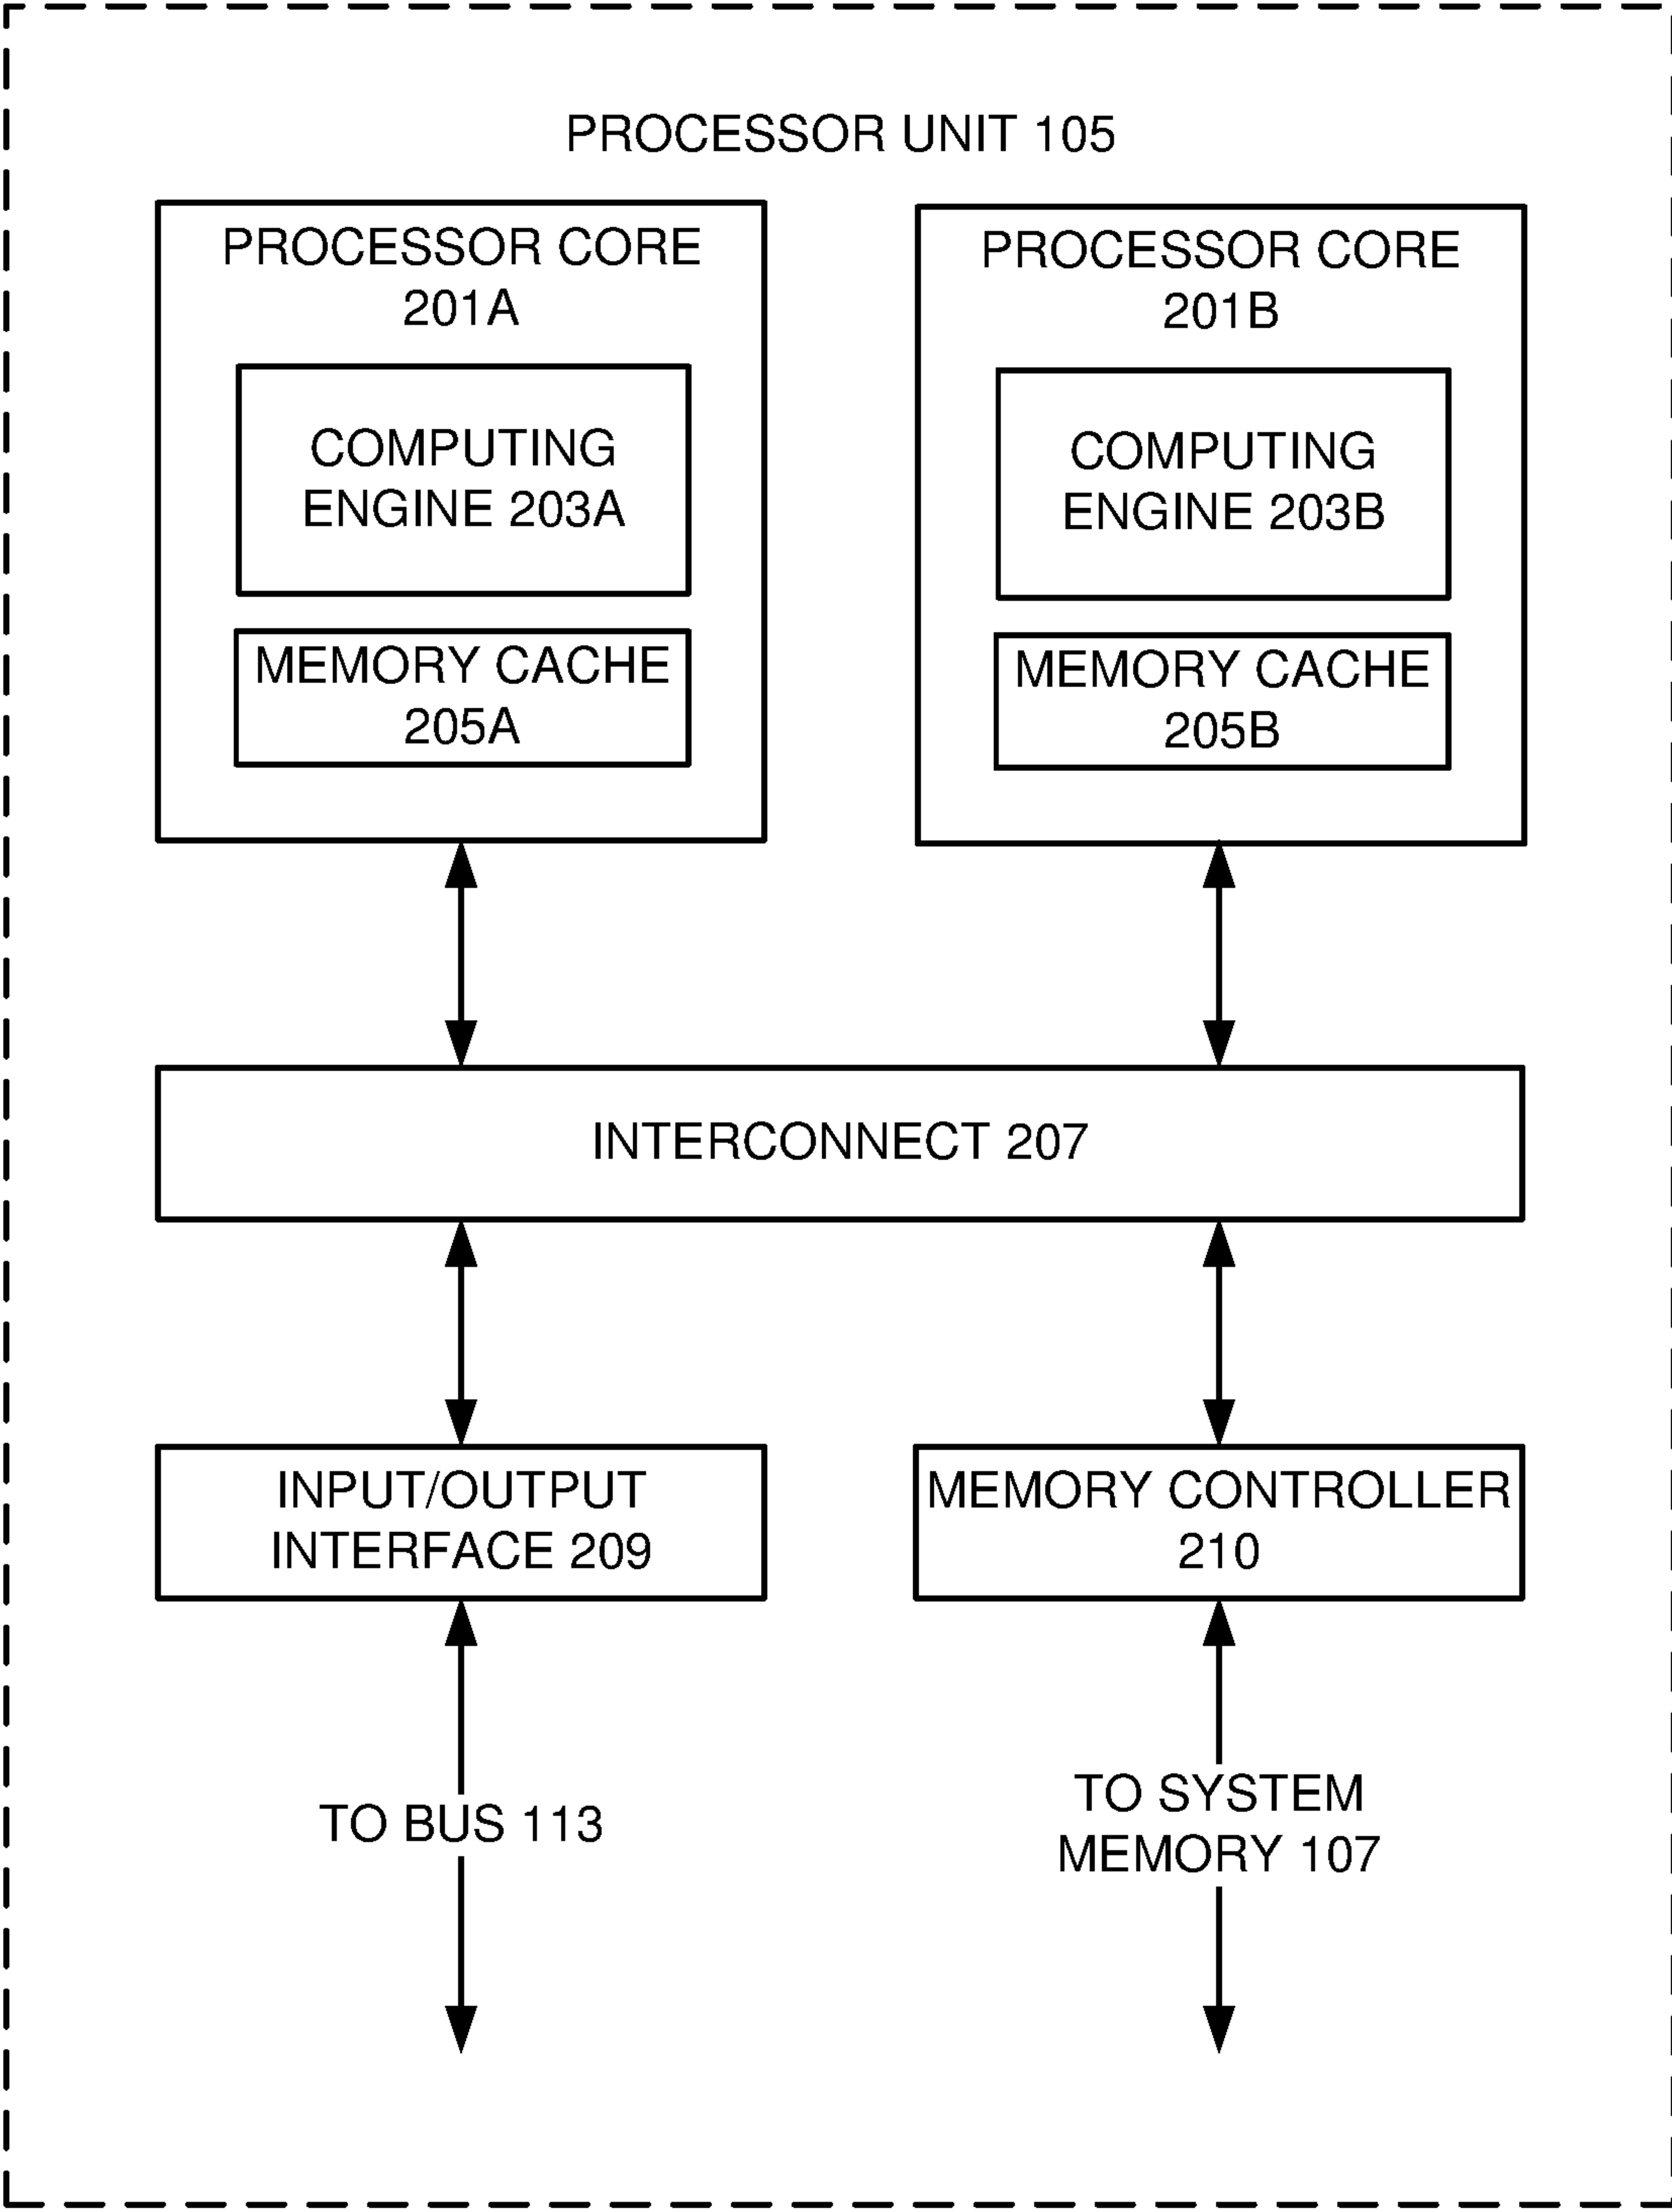 PROCESSOR UNIT 105
PROCESSOR CORE
201A
COMPUTING
ENGINE 203A
MEMORY CACHE
205A
PROCESSOR CORE
201B
COMPUTING
ENGINE 203B
MEMORY CACHE
205B
INTERCONNECT 207
INPUT/OUTPUT
INTERFACE 209
MEMORY CONTROLLER
210
TO BUS 113
TO SYSTEM
MEMORY 107